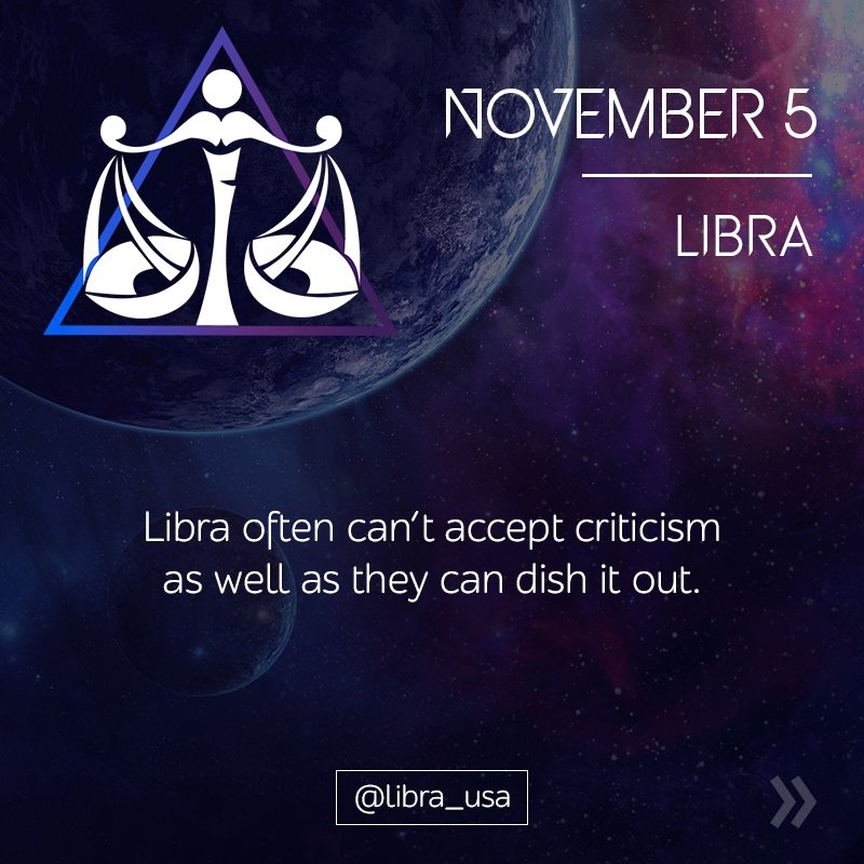 NOVEMBER 5
LIBRA
Libra often can't accept criticism
as well as they can dish it out.
@libra_usa